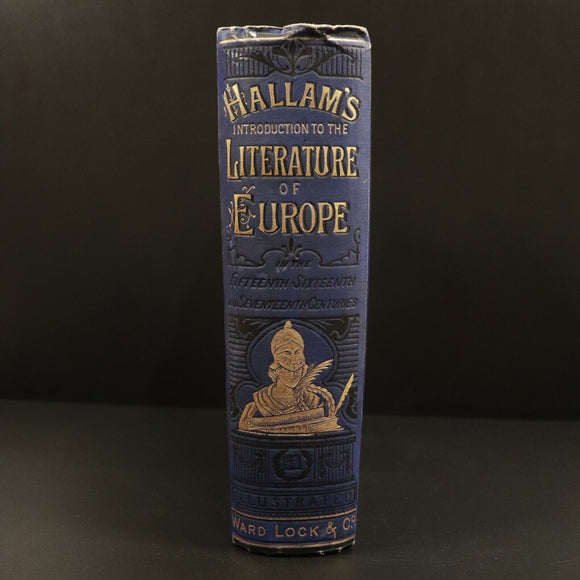 HALLAM'S
INTRODUCTION TO THE
LITERATURE
OF
EUROPE
IN THE
FIFTEENTH SIXTEENTH
AND SEVENTEENTH CENTURIES
ILLUSTRATED
WARD LOCK & CO